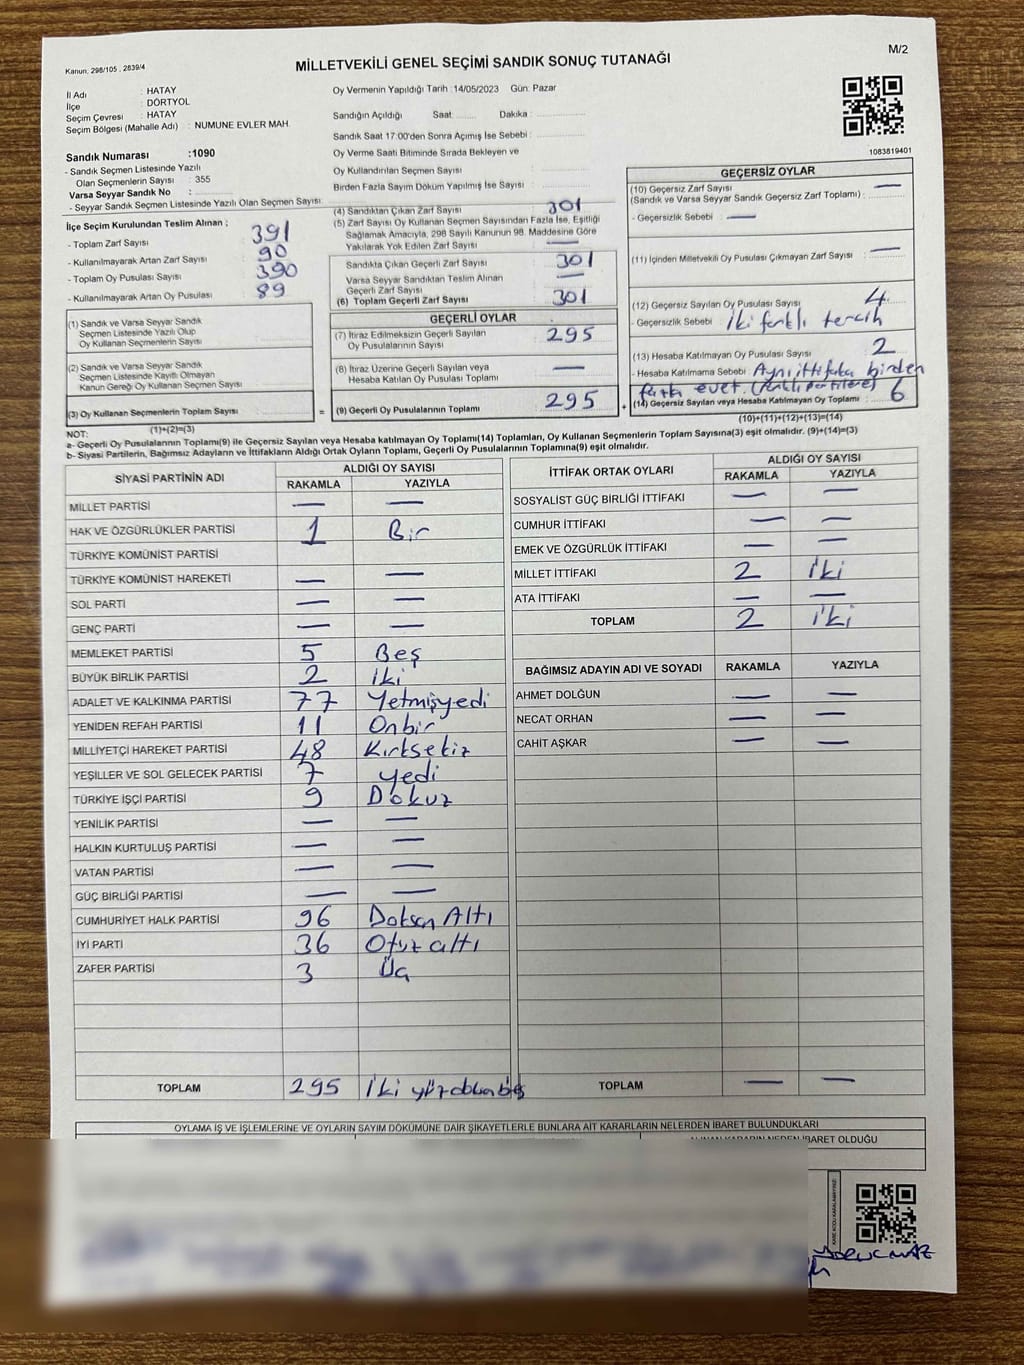 Kanun: 298/105 , 2839/4
MİLLETVEKİLİ GENEL SEÇİMİ SANDIK SONUÇ TUTANAĞI
M/2
İl Adı : HATAY
İlçe : DÖRTYOL
Seçim Çevresi : HATAY
Seçim Bölgesi (Mahalle Adı) : NUMUNE EVLER MAH.
Sandık Numarası :1090
- Sandık Seçmen Listesinde Yazılı
Olan Seçmenlerin Sayısı : 355
Varsa Seyyar Sandık No :
- Seyyar Sandık Seçmen Listesinde Yazılı Olan Seçmen Sayısı:
Oy Vermenin Yapıldığı Tarih :14/05/2023 Gün: Pazar
Sandığın Açıldığı Saat: Dakika :
Sandık Saat 17:00'den Sonra Açımış İse Sebebi :
Oy Verme Saati Bitiminde Sırada Bekleyen ve
Oy Kullandırılan Seçmen Sayısı :
Birden Fazla Sayım Döküm Yapılmış İse Sayısı :
1083819401
İlçe Seçim Kurulundan Teslim Alınan ;
- Toplam Zarf Sayısı : 391
- Kullanılmayarak Artan Zarf Sayısı : 90
- Toplam Oy Pusulası Sayısı : 390
- Kullanılmayarak Artan Oy Pusulası : 89
(1) Sandık ve Varsa Seyyar Sandık
Seçmen Listesinde Yazılı Olup
Oy Kullanan Seçmenlerin Sayısı :
(2) Sandık ve Varsa Seyyar Sandık
Seçmen Listesinde Kayıtlı Olmayan
Kanun Gereği Oy Kullanan Seçmen Sayısı :
(3) Oy Kullanan Seçmenlerin Toplam Sayısı : =
(1)+(2)=(3)
(4) Sandıktan Çıkan Zarf Sayısı : 301
(5) Zarf Sayısı Oy Kullanan Seçmen Sayısından Fazla İse, Eşitliği
Sağlamak Amacıyla, 298 Sayılı Kanunun 98. Maddesine Göre
Yakılarak Yok Edilen Zarf Sayısı : —
Sandıkta Çıkan Geçerli Zarf Sayısı : 301
Varsa Seyyar Sandıktan Teslim Alınan
Geçerli Zarf Sayısı : —
(6) Toplam Geçerli Zarf Sayısı : 301
GEÇERLİ OYLAR
(7) İtiraz Edilmeksizin Geçerli Sayılan
Oy Pusulalarının Sayısı : 295
(8) İtiraz Üzerine Geçerli Sayılan veya
Hesaba Katılan Oy Pusulaları Toplamı : —
(9) Geçerli Oy Pusulalarının Toplamı : 295 +
GEÇERSİZ OYLAR
(10) Geçersiz Zarf Sayısı : —
(Sandık ve Varsa Seyyar Sandık Geçersiz Zarf Toplamı) :
- Geçersizlik Sebebi : —
(11) İçinden Milletvekili Oy Pusulası Çıkmayan Zarf Sayısı : —
(12) Geçersiz Sayılan Oy Pusulası Sayısı : 4
- Geçersizlik Sebebi : İki farklı tercih
(13) Hesaba Katılmayan Oy Pusulası Sayısı : 2
- Hesaba Katılmama Sebebi : Aynı ittifaka birden
fazla evet. (farklı partilere)
(14) Geçersiz Sayılan veya Hesaba Katılmayan Oy Toplamı : 6
(10)+(11)+(12)+(13)=(14)
NOT:
a- Geçerli Oy Pusulalarının Toplamı(9) ile Geçersiz Sayılan veya Hesaba katılmayan Oy Toplamı(14) Toplamları, Oy Kullanan Seçmenlerin Toplam Sayısına(3) eşit olmalıdır. (9)+(14)=(3)
b- Siyasi Partilerin, Bağımsız Adayların ve İttifakların Aldığı Ortak Oyların Toplamı, Geçerli Oy Pusulalarının Toplamına(9) eşit olmalıdır.
SİYASİ PARTİNİN ADI ALDIĞI OY SAYISI
RAKAMLA YAZIYLA
MİLLET PARTİSİ — —
HAK VE ÖZGÜRLÜKLER PARTİSİ 1 Bir
TÜRKİYE KOMÜNİST PARTİSİ
TÜRKİYE KOMÜNİST HAREKETİ — —
SOL PARTİ — —
GENÇ PARTİ — —
MEMLEKET PARTİSİ 5 Beş
BÜYÜK BİRLİK PARTİSİ 2 İki
ADALET VE KALKINMA PARTİSİ 77 Yetmişyedi
YENİDEN REFAH PARTİSİ 11 Onbir
MİLLİYETÇİ HAREKET PARTİSİ 48 Kırksekiz
YEŞİLLER VE SOL GELECEK PARTİSİ 7 yedi
TÜRKİYE İŞÇİ PARTİSİ 9 Dokuz
YENİLİK PARTİSİ — —
HALKIN KURTULUŞ PARTİSİ — —
VATAN PARTİSİ — —
GÜÇ BİRLİĞİ PARTİSİ — —
CUMHURİYET HALK PARTİSİ 96 Doksan Altı
İYİ PARTİ 36 Otuz altı
ZAFER PARTİSİ 3 Üç
TOPLAM 295 İki yüzdoksanbeş
İTTİFAK ORTAK OYLARI ALDIĞI OY SAYISI
RAKAMLA YAZIYLA
SOSYALİST GÜÇ BİRLİĞİ İTTİFAKI — —
CUMHUR İTTİFAKI — —
EMEK VE ÖZGÜRLÜK İTTİFAKI — —
MİLLET İTTİFAKI 2 İki
ATA İTTİFAKI — —
TOPLAM 2 İki
BAĞIMSIZ ADAYIN ADI VE SOYADI RAKAMLA YAZIYLA
AHMET DOLĞUN — —
NECAT ORHAN — —
CAHİT AŞKAR — —
TOPLAM — —
OYLAMA İŞ VE İŞLEMLERİNE VE OYLARIN SAYIM DÖKÜMÜNE DAİR ŞİKAYETLERLE BUNLARA AİT KARARLARIN NELERDEN İBARET BULUNDUKLARI
ALINAN KARARIN NEDEN İBARET OLDUĞU